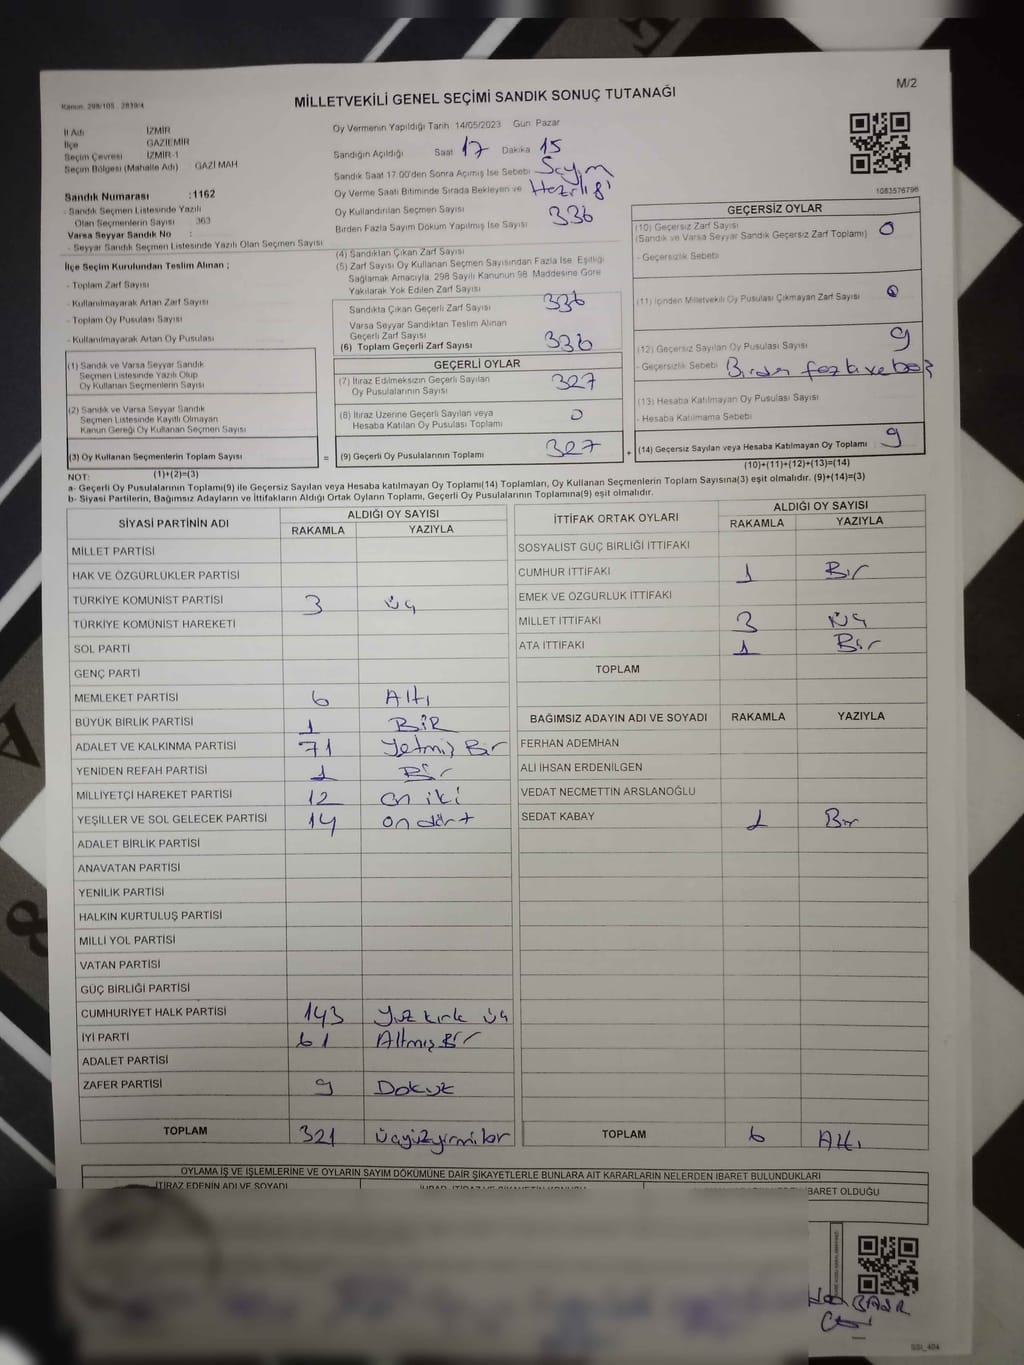 M/2
Kanun: 298/105 - 2839/4
MİLLETVEKİLİ GENEL SEÇİMİ SANDIK SONUÇ TUTANAĞI
İl Adı İZMİR
İlçe GAZİEMİR
Seçim Çevresi İZMİR-1
Seçim Bölgesi (Mahalle Adı) GAZİ MAH
Sandık Numarası :1162
- Sandık Seçmen Listesinde Yazılı
Olan Seçmenlerin Sayısı 363
Varsa Seyyar Sandık No :
- Seyyar Sandık Seçmen Listesinde Yazılı Olan Seçmen Sayısı
İlçe Seçim Kurulundan Teslim Alınan ;
- Toplam Zarf Sayısı
- Kullanılmayarak Artan Zarf Sayısı
- Toplam Oy Pusulası Sayısı
- Kullanılmayarak Artan Oy Pusulası
(1) Sandık ve Varsa Seyyar Sandık
Seçmen Listesinde Yazılı Olup
Oy Kullanan Seçmenlerin Sayısı
(2) Sandık ve Varsa Seyyar Sandık
Seçmen Listesinde Kayıtlı Olmayan
Kanun Gereği Oy Kullanan Seçmen Sayısı
(3) Oy Kullanan Seçmenlerin Toplam Sayısı
(1)+(2)=(3)
Oy Vermenin Yapıldığı Tarih 14/05/2023 Gün Pazar
Sandığın Açıldığı Saat 17 Dakika 15
Sandık Saat 17.00'den Sonra Açılmış İse Sebebi Sayım
Oy Verme Saati Bitiminde Sırada Bekleyen ve Hazırlığı
Oy Kullandırılan Seçmen Sayısı 336
Birden Fazla Sayım Döküm Yapılmış İse Sayısı
(4) Sandıktan Çıkan Zarf Sayısı
(5) Zarf Sayısı Oy Kullanan Seçmen Sayısından Fazla İse, Eşitliği
Sağlamak Amacıyla, 298 Sayılı Kanunun 98. Maddesine Göre
Yakılarak Yok Edilen Zarf Sayısı
Sandıkta Çıkan Geçerli Zarf Sayısı 336
Varsa Seyyar Sandıktan Teslim Alınan
Geçerli Zarf Sayısı
(6) Toplam Geçerli Zarf Sayısı 336
GEÇERLİ OYLAR
(7) İtiraz Edilmeksizin Geçerli Sayılan
Oy Pusulalarının Sayısı 327
(8) İtiraz Üzerine Geçerli Sayılan veya
Hesaba Katılan Oy Pusulası Toplamı 0
= (9) Geçerli Oy Pusulalarının Toplamı 327 +
1083576796
GEÇERSİZ OYLAR
(10) Geçersiz Zarf Sayısı 0
(Sandık ve Varsa Seyyar Sandık Geçersiz Zarf Toplamı)
- Geçersizlik Sebebi
(11) İçinden Milletvekili Oy Pusulası Çıkmayan Zarf Sayısı 0
(12) Geçersiz Sayılan Oy Pusulası Sayısı 9
- Geçersizlik Sebebi Birden fazla ve boş
(13) Hesaba Katılmayan Oy Pusulası Sayısı
- Hesaba Katılmama Sebebi
(14) Geçersiz Sayılan veya Hesaba Katılmayan Oy Toplamı 9
(10)+(11)+(12)+(13)=(14)
NOT:
a- Geçerli Oy Pusulalarının Toplamı(9) ile Geçersiz Sayılan veya Hesaba katılmayan Oy Toplamı(14) Toplamları, Oy Kullanan Seçmenlerin Toplam Sayısına(3) eşit olmalıdır. (9)+(14)=(3)
b- Siyasi Partilerin, Bağımsız Adayların ve İttifakların Aldığı Ortak Oyların Toplamı, Geçerli Oy Pusulalarının Toplamına(9) eşit olmalıdır.
SİYASİ PARTİNİN ADI ALDIĞI OY SAYISI
RAKAMLA YAZIYLA
MİLLET PARTİSİ
HAK VE ÖZGÜRLÜKLER PARTİSİ
TÜRKİYE KOMÜNİST PARTİSİ 3 üç
TÜRKİYE KOMÜNİST HAREKETİ
SOL PARTİ
GENÇ PARTİ
MEMLEKET PARTİSİ 6 Altı
BÜYÜK BİRLİK PARTİSİ 1 BİR
ADALET VE KALKINMA PARTİSİ 71 Yetmiş Bir
YENİDEN REFAH PARTİSİ 1 Bir
MİLLİYETÇİ HAREKET PARTİSİ 12 on iki
YEŞİLLER VE SOL GELECEK PARTİSİ 14 on dört
ADALET BİRLİK PARTİSİ
ANAVATAN PARTİSİ
YENİLİK PARTİSİ
HALKIN KURTULUŞ PARTİSİ
MİLLİ YOL PARTİSİ
VATAN PARTİSİ
GÜÇ BİRLİĞİ PARTİSİ
CUMHURİYET HALK PARTİSİ 143 Yüz kırk üç
İYİ PARTİ 61 Altmış Bir
ADALET PARTİSİ
ZAFER PARTİSİ 9 Dokuz
TOPLAM 321 üçyüzyirmibir
İTTİFAK ORTAK OYLARI ALDIĞI OY SAYISI
RAKAMLA YAZIYLA
SOSYALİST GÜÇ BİRLİĞİ İTTİFAKI
CUMHUR İTTİFAKI 1 Bir
EMEK VE ÖZGÜRLÜK İTTİFAKI
MİLLET İTTİFAKI 3 üç
ATA İTTİFAKI 1 Bir
TOPLAM
BAĞIMSIZ ADAYIN ADI VE SOYADI RAKAMLA YAZIYLA
FERHAN ADEMHAN
ALİ İHSAN ERDENİLGEN
VEDAT NECMETTİN ARSLANOĞLU
SEDAT KABAY 1 Bir
TOPLAM 6 Altı
OYLAMA İŞ VE İŞLEMLERİNE VE OYLARIN SAYIM DÖKÜMÜNE DAİR ŞİKAYETLERLE BUNLARA AİT KARARLARIN NELERDEN İBARET BULUNDUKLARI
İTİRAZ EDENİN ADI VE SOYADI
İBARET OLDUĞU
SSI_404